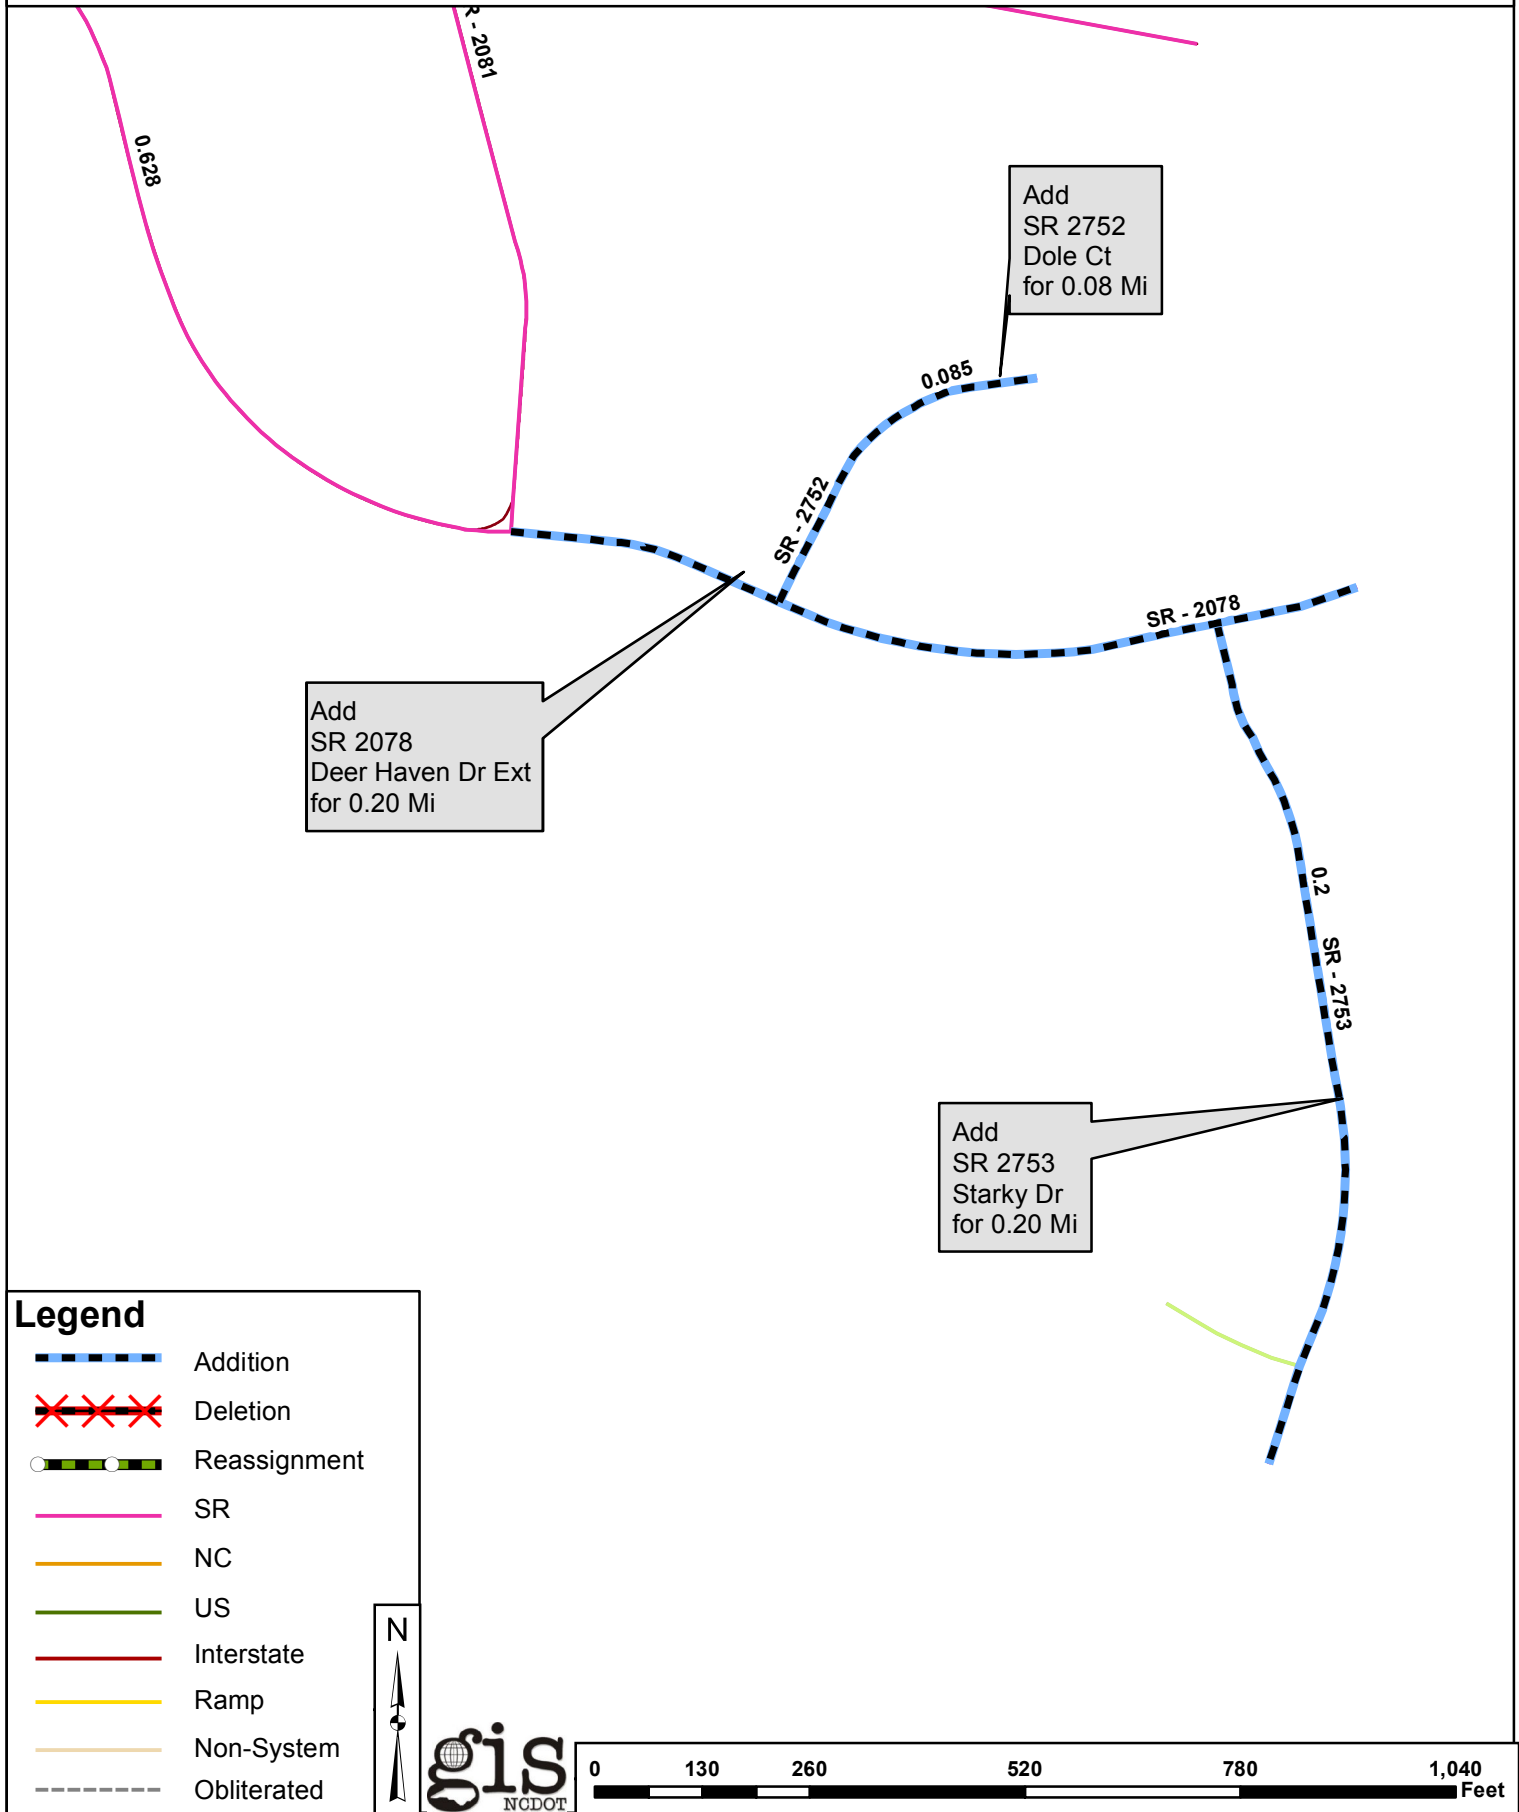 R - 2081
0.628
Add
SR 2752
Dole Ct
for 0.08 Mi
0.085
SR - 2752
SR - 2078
Add
SR 2078
Deer Haven Dr Ext
for 0.20 Mi
0.2
SR - 2753
Add
SR 2753
Starky Dr
for 0.20 Mi
Legend
Addition
Deletion
Reassignment
SR
NC
US
Interstate
Ramp
Non-System
Obliterated
N
gis
NCDOT
0 130 260 520 780 1,040
Feet